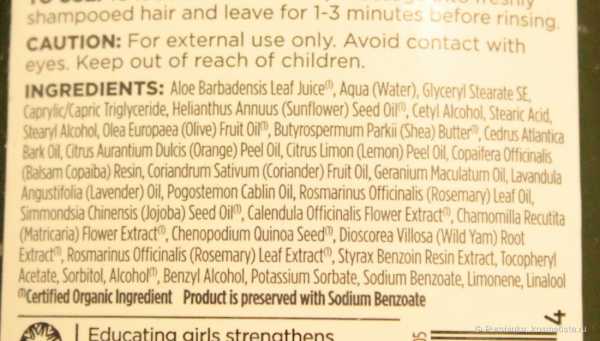 shampooed hair and leave for 1-3 minutes before rinsing.
CAUTION: For external use only. Avoid contact with
eyes. Keep out of reach of children.
INGREDIENTS: Aloe Barbadensis Leaf Juice⁽¹⁾, Aqua (Water), Glyceryl Stearate SE,
Caprylic/Capric Triglyceride, Helianthus Annuus (Sunflower) Seed Oil⁽¹⁾, Cetyl Alcohol, Stearic Acid,
Stearyl Alcohol, Olea Europaea (Olive) Fruit Oil⁽¹⁾, Butyrospermum Parkii (Shea) Butter⁽¹⁾, Cedrus Atlantica
Bark Oil, Citrus Aurantium Dulcis (Orange) Peel Oil, Citrus Limon (Lemon) Peel Oil, Copaifera Officinalis
(Balsam Copaiba) Resin, Coriandrum Sativum (Coriander) Fruit Oil, Geranium Maculatum Oil, Lavandula
Angustifolia (Lavender) Oil, Pogostemon Cablin Oil, Rosmarinus Officinalis (Rosemary) Leaf Oil,
Simmondsia Chinensis (Jojoba) Seed Oil⁽¹⁾, Calendula Officinalis Flower Extract⁽¹⁾, Chamomilla Recutita
(Matricaria) Flower Extract⁽¹⁾, Chenopodium Quinoa Seed⁽¹⁾, Dioscorea Villosa (Wild Yam) Root
Extract⁽¹⁾, Rosmarinus Officinalis (Rosemary) Leaf Extract⁽¹⁾, Styrax Benzoin Resin Extract, Tocopheryl
Acetate, Sorbitol, Alcohol⁽¹⁾, Benzyl Alcohol, Potassium Sorbate, Sodium Benzoate, Limonene, Linalool
⁽¹⁾Certified Organic Ingredient Product is preserved with Sodium Benzoate
Educating girls strengthens